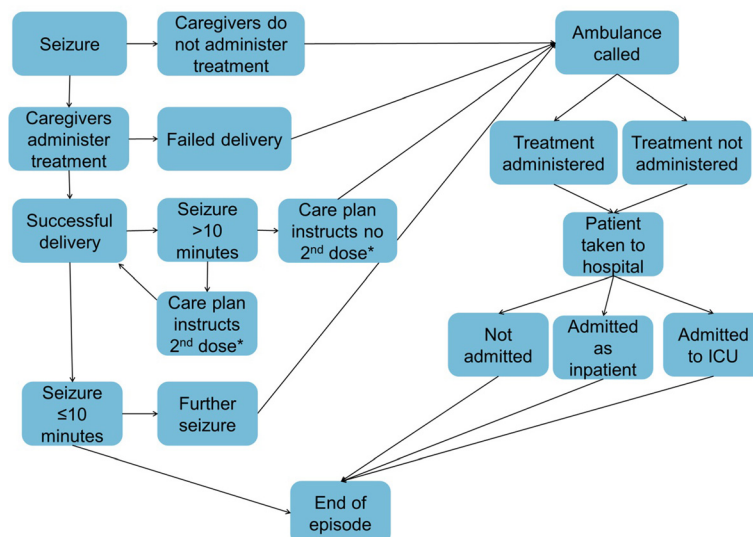 Seizure
Caregivers do
not administer
treatment
Ambulance
called
Caregivers
administer
treatment
Failed delivery
Treatment
administered
Treatment not
administered
Successful
delivery
Seizure
>10
minutes
Care plan
instructs no
2nd dose*
Patient
taken to
hospital
Care plan
instructs
2nd dose*
Not
admitted
Admitted
as
inpatient
Admitted
to ICU
Seizure
≤10
minutes
Further
seizure
End of
episode